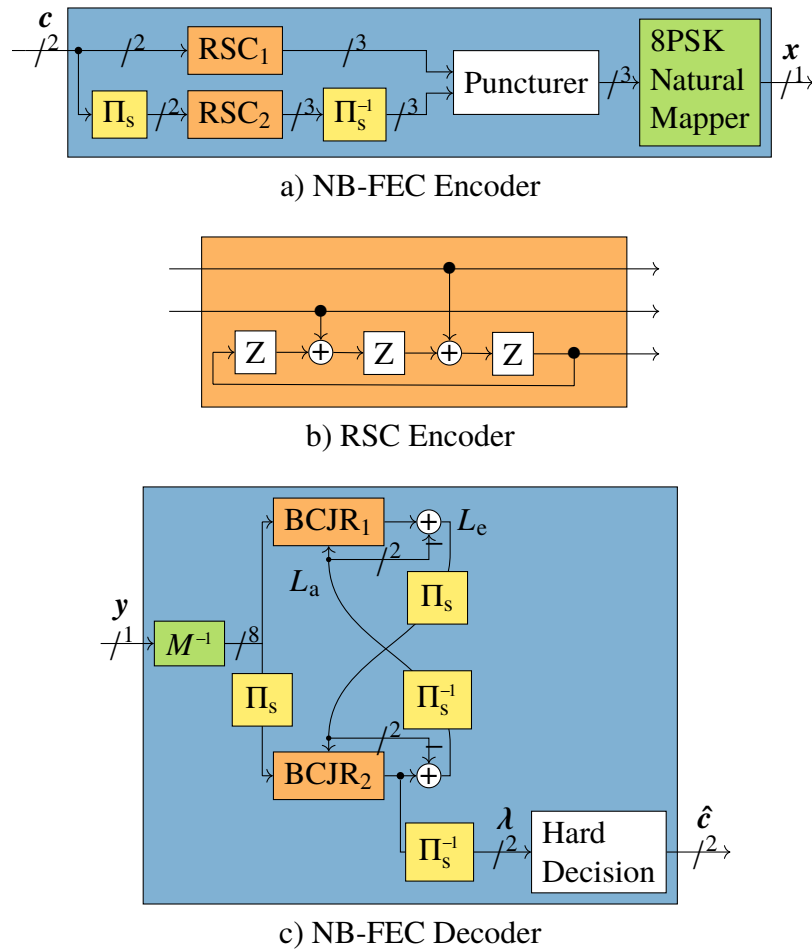 c
2
2
RSC₁
3
Πₛ
2
RSC₂
3
Πₛ⁻¹
3
Puncturer
3
8PSK
Natural
Mapper
x
1
a) NB-FEC Encoder
Z
+
Z
+
Z
b) RSC Encoder
BCJR₁
+
Lₑ
−
2
Lₐ
Πₛ
y
1
M⁻¹
8
Πₛ
Πₛ⁻¹
2
−
BCJR₂
+
Πₛ⁻¹
λ
2
Hard
Decision
ĉ
2
c) NB-FEC Decoder